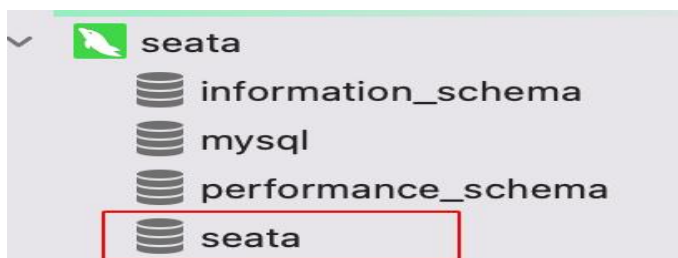 seata
information_schema
mysql
performance_schema
seata